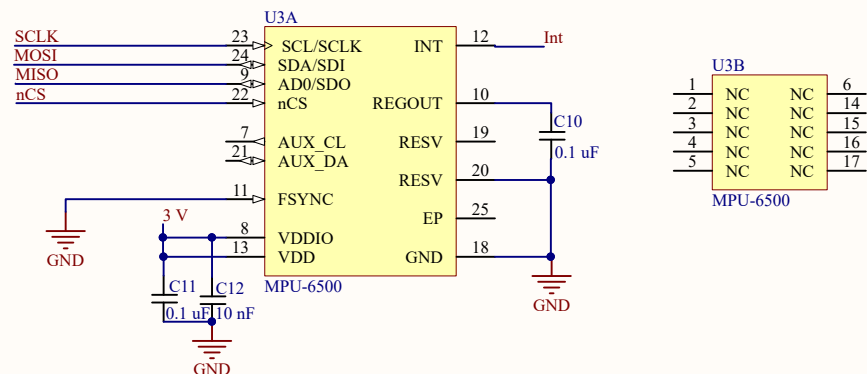 U3A
SCLK 23 SCL/SCLK INT 12 Int
MOSI 24 SDA/SDI
MISO 9 AD0/SDO
nCS 22 nCS REGOUT 10
C10
0.1 uF
7 AUX_CL RESV 19
21 AUX_DA
RESV 20
11 FSYNC
EP 25
3 V
8 VDDIO
13 VDD GND 18
MPU-6500
GND
C11 C12
0.1 uF 10 nF
GND
GND
U3B
1 NC NC 6
2 NC NC 14
3 NC NC 15
4 NC NC 16
5 NC NC 17
MPU-6500